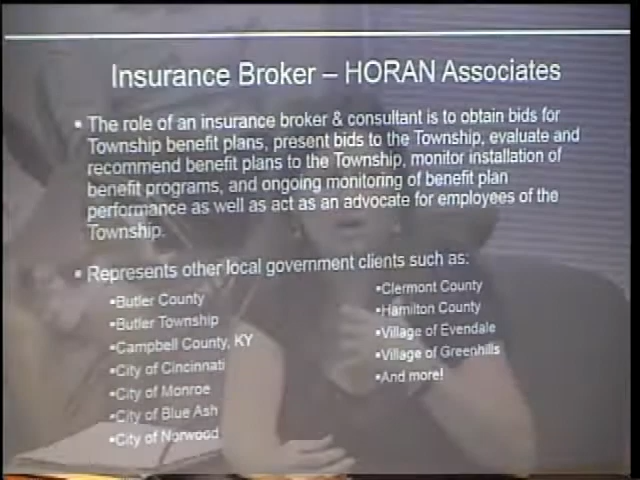 Insurance Broker – HORAN Associates
▪ The role of an insurance broker & consultant is to obtain bids for
Township benefit plans, present bids to the Township, evaluate and
recommend benefit plans to the Township, monitor installation of
benefit programs, and ongoing monitoring of benefit plan
performance as well as act as an advocate for employees of the
Township.
▪ Represents other local government clients such as:
▪Butler County
▪Butler Township
▪Campbell County, KY
▪City of Cincinnati
▪City of Monroe
▪City of Blue Ash
▪City of Norwood
▪Clermont County
▪Hamilton County
▪Village of Evendale
▪Village of Greenhills
▪And more!